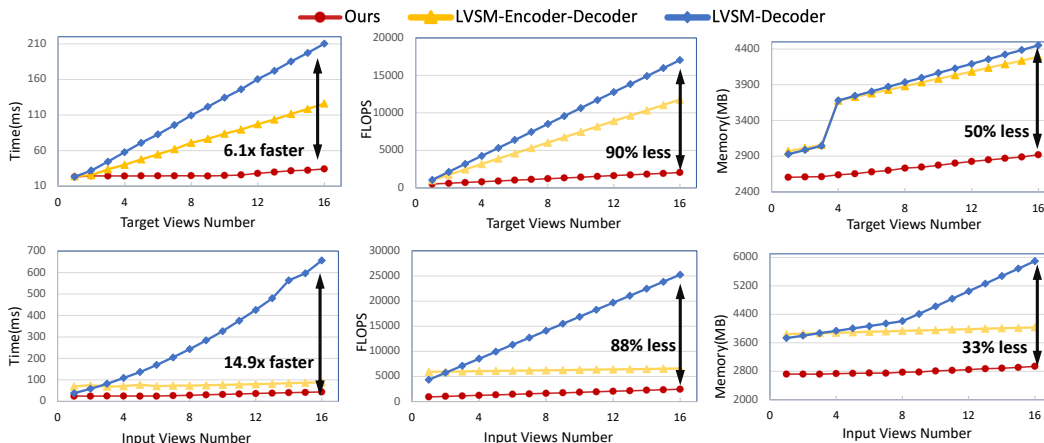 Ours LVSM-Encoder-Decoder LVSM-Decoder
Time(ms)
210
160
110
60
10
0 4 8 12 16
Target Views Number
6.1x faster
FLOPS
20000
15000
10000
5000
0
0 4 8 12 16
Target Views Number
90% less
Memory(MB)
4400
3900
3400
2900
2400
0 4 8 12 16
Target Views Number
50% less
Time(ms)
700
600
500
400
300
200
100
0
0 4 8 12 16
Input Views Number
14.9x faster
FLOPS
30000
25000
20000
15000
10000
5000
0
0 4 8 12 16
Input Views Number
88% less
Memory(MB)
6000
5200
4400
3600
2800
2000
0 4 8 12 16
Input Views Number
33% less